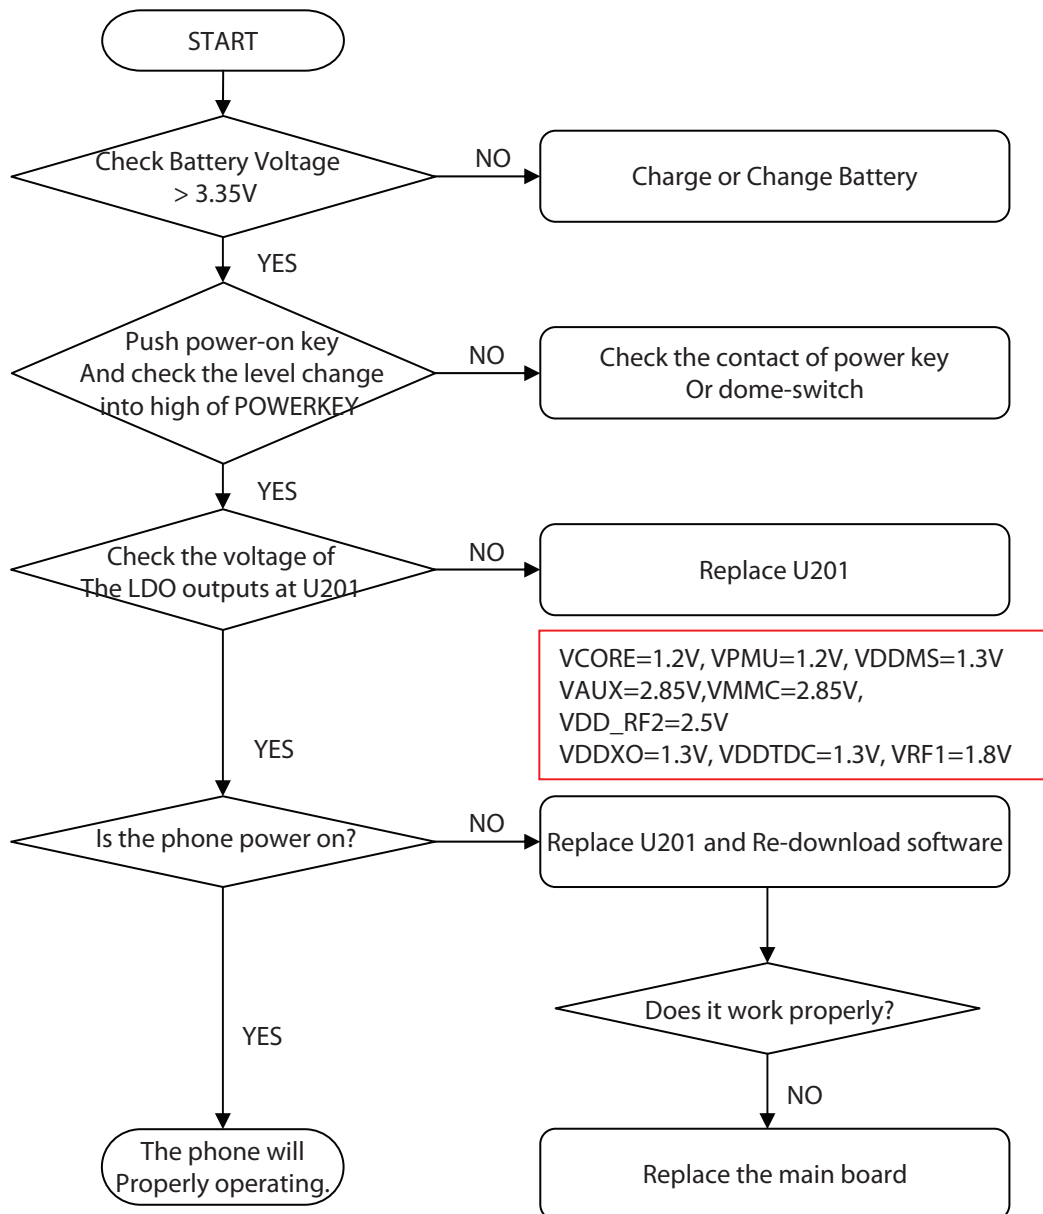 START
Check Battery Voltage
> 3.35V
NO
Charge or Change Battery
YES
Push power-on key
And check the level change
into high of POWERKEY
NO
Check the contact of power key
Or dome-switch
YES
Check the voltage of
The LDO outputs at U201
NO
Replace U201
VCORE=1.2V, VPMU=1.2V, VDDMS=1.3V
VAUX=2.85V,VMMC=2.85V,
VDD_RF2=2.5V
VDDXO=1.3V, VDDTDC=1.3V, VRF1=1.8V
YES
Is the phone power on?
NO
Replace U201 and Re-download software
Does it work properly?
YES
NO
The phone will
Properly operating.
Replace the main board